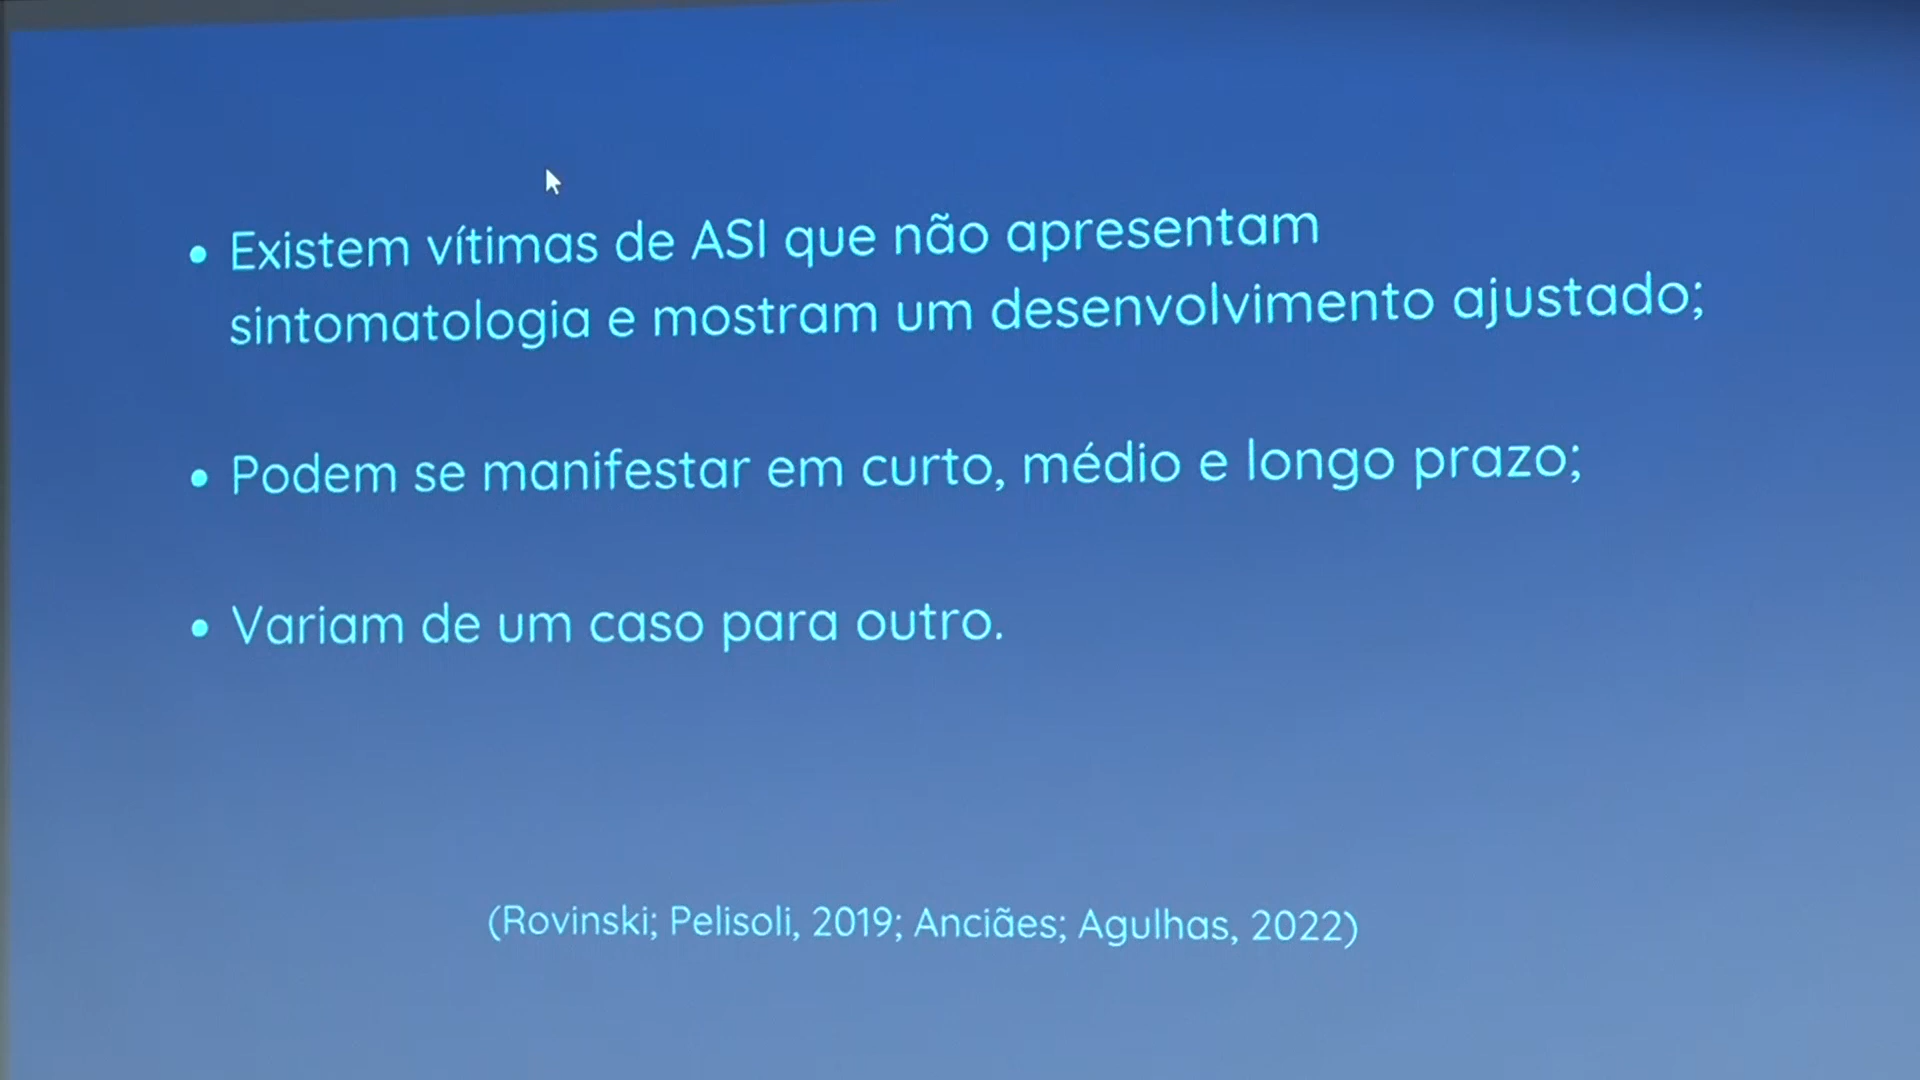 • Existem vítimas de ASI que não apresentam
sintomatologia e mostram um desenvolvimento ajustado;
• Podem se manifestar em curto, médio e longo prazo;
• Variam de um caso para outro.
(Rovinski; Pelisoli, 2019; Anciães; Agulhas, 2022)